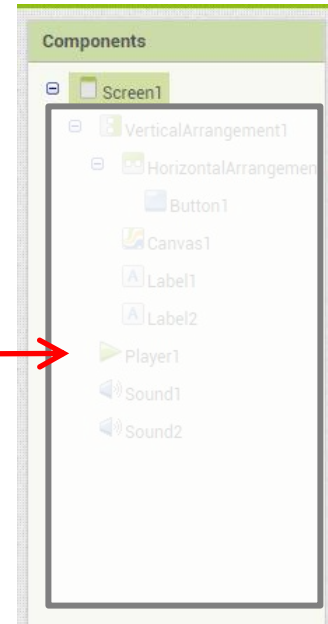 Components
Screen1
VerticalArrangement1
HorizontalArrangemen
Button1
Canvas1
Label1
Label2
Player1
Sound1
Sound2